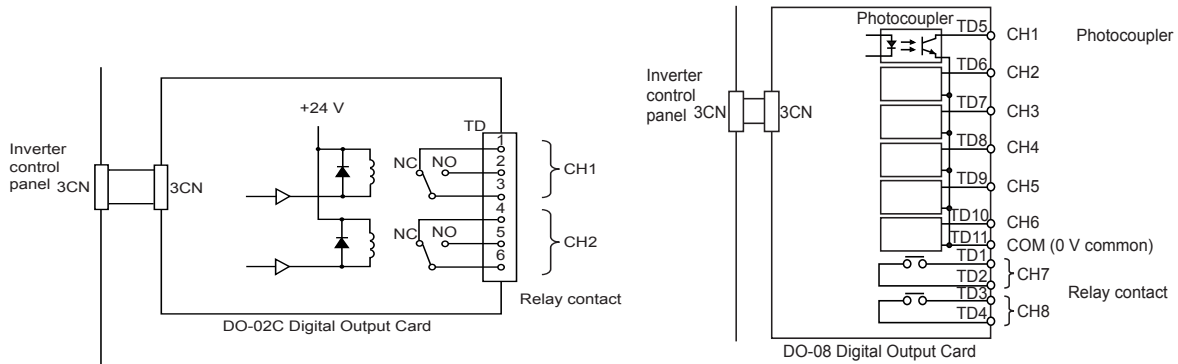 +24 V
TD
Inverter
control
panel
3CN
3CN
NC
NO
1
2
3
CH1
4
NC
NO
5
6
CH2
Relay contact
DO-02C Digital Output Card
Photocoupler
TD5
CH1
Photocoupler
TD6
CH2
Inverter
control
panel
3CN
3CN
TD7
CH3
TD8
CH4
TD9
CH5
TD10
CH6
TD11
COM (0 V common)
TD1
TD2
CH7
Relay contact
TD3
TD4
CH8
DO-08 Digital Output Card